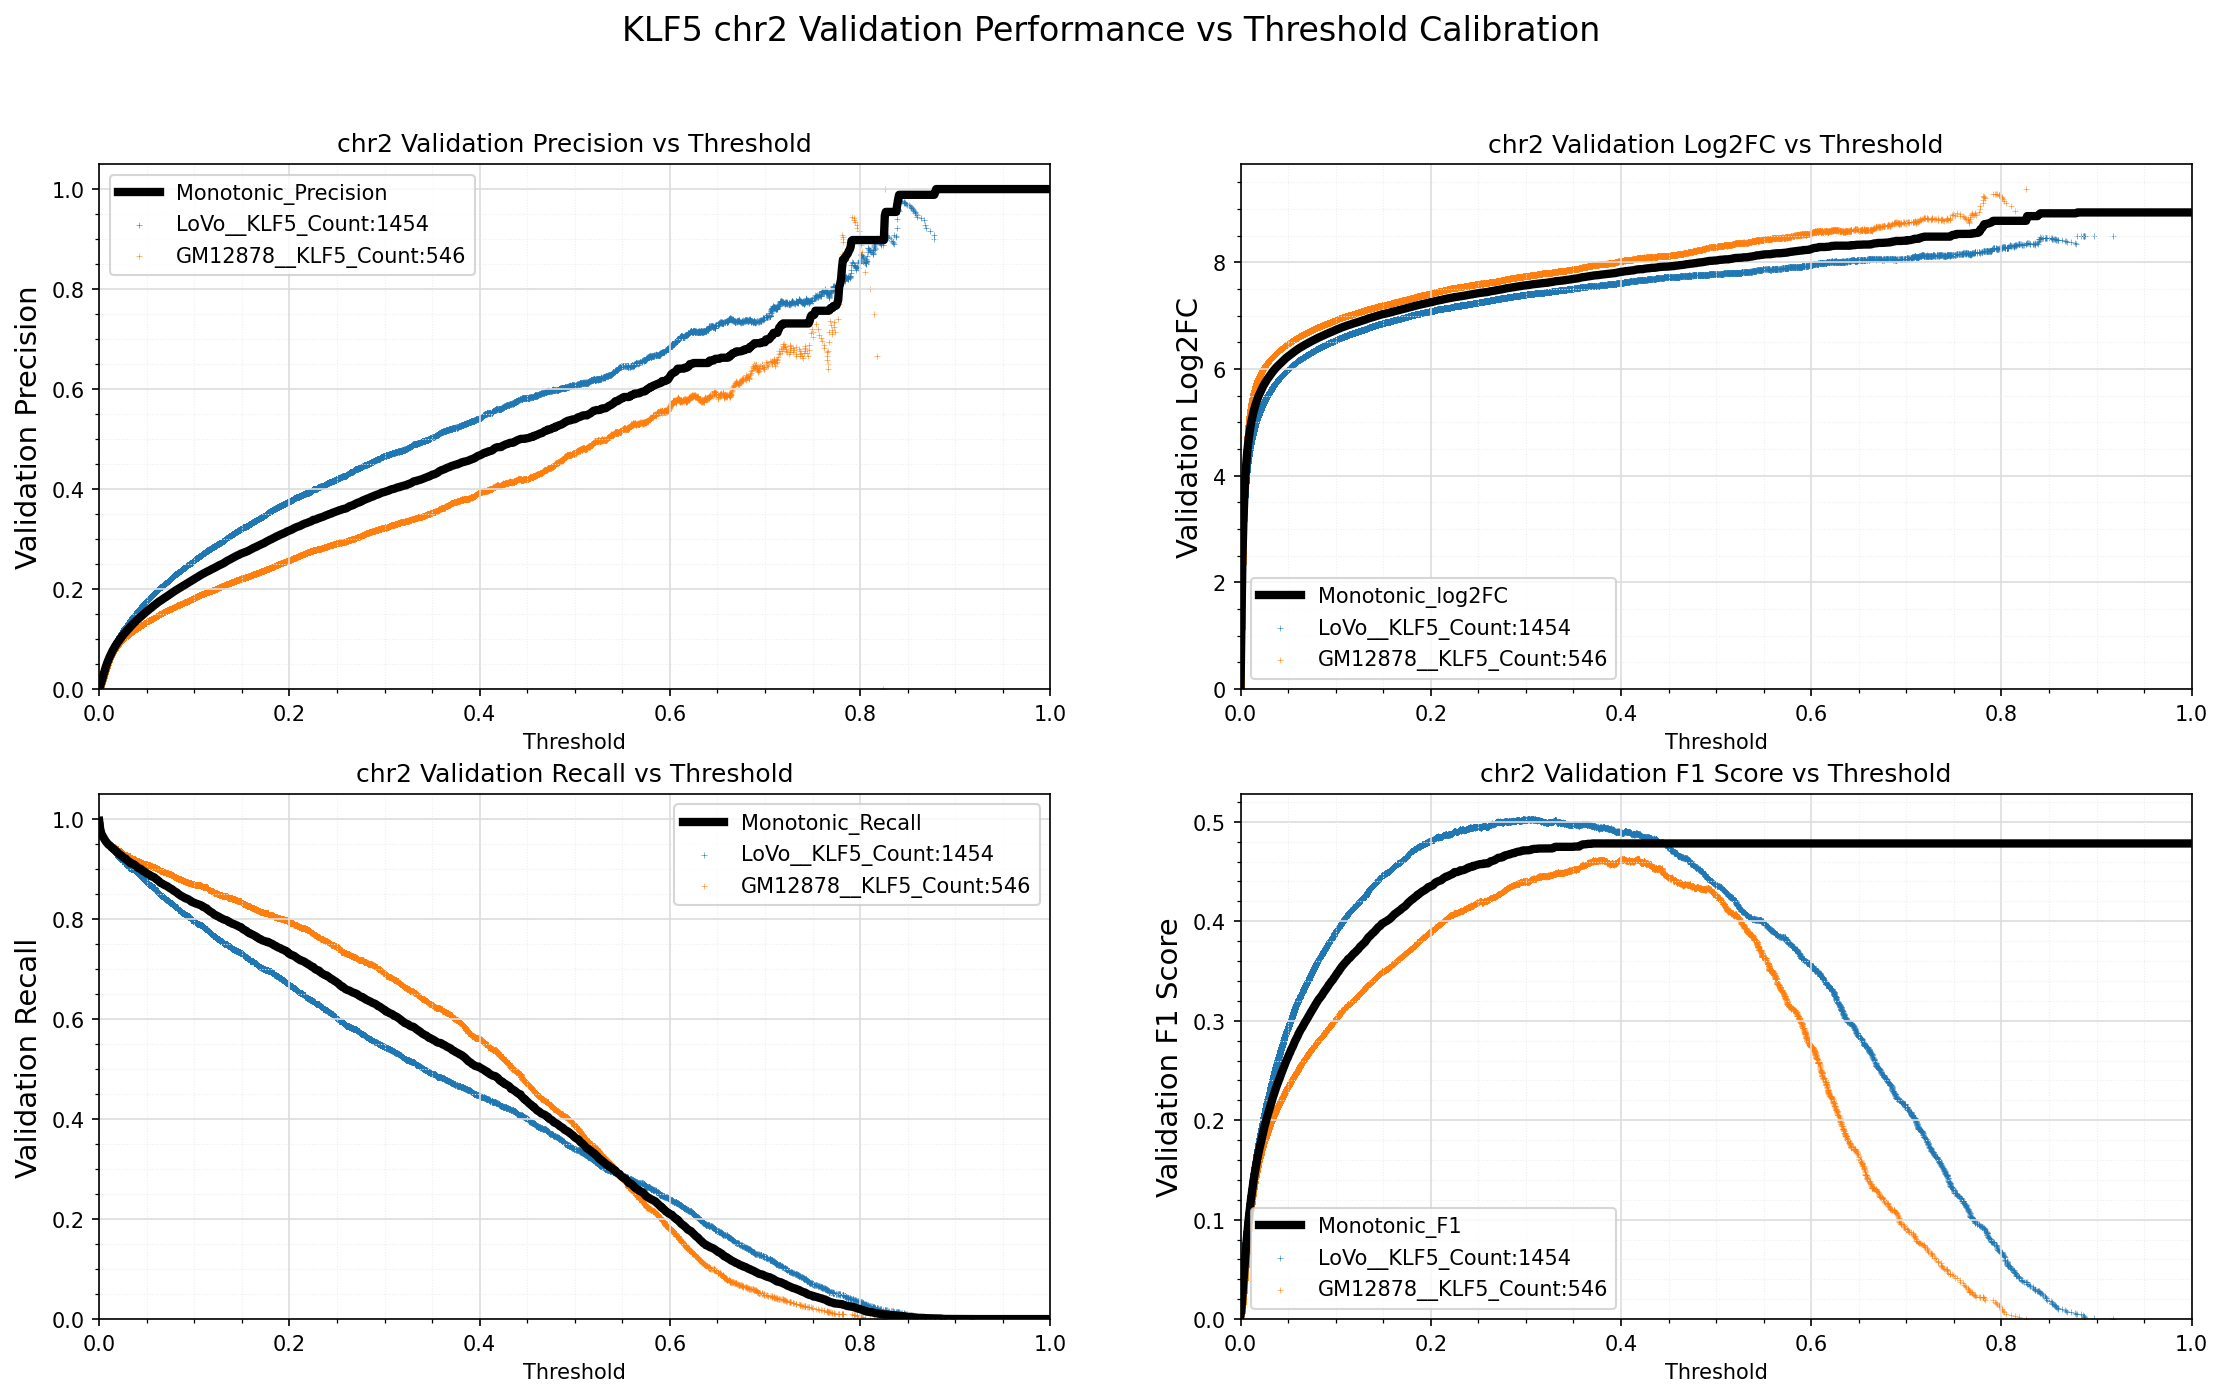 KLF5 chr2 Validation Performance vs Threshold Calibration
chr2 Validation Precision vs Threshold
Validation Precision
1.0
0.8
0.6
0.4
0.2
0.0
Monotonic_Precision
LoVo__KLF5_Count:1454
GM12878__KLF5_Count:546
0.0 0.2 0.4 0.6 0.8 1.0
Threshold
chr2 Validation Log2FC vs Threshold
Validation Log2FC
8
6
4
2
0
Monotonic_log2FC
LoVo__KLF5_Count:1454
GM12878__KLF5_Count:546
0.0 0.2 0.4 0.6 0.8 1.0
Threshold
chr2 Validation Recall vs Threshold
Validation Recall
1.0
0.8
0.6
0.4
0.2
0.0
Monotonic_Recall
LoVo__KLF5_Count:1454
GM12878__KLF5_Count:546
0.0 0.2 0.4 0.6 0.8 1.0
Threshold
chr2 Validation F1 Score vs Threshold
Validation F1 Score
0.5
0.4
0.3
0.2
0.1
0.0
Monotonic_F1
LoVo__KLF5_Count:1454
GM12878__KLF5_Count:546
0.0 0.2 0.4 0.6 0.8 1.0
Threshold